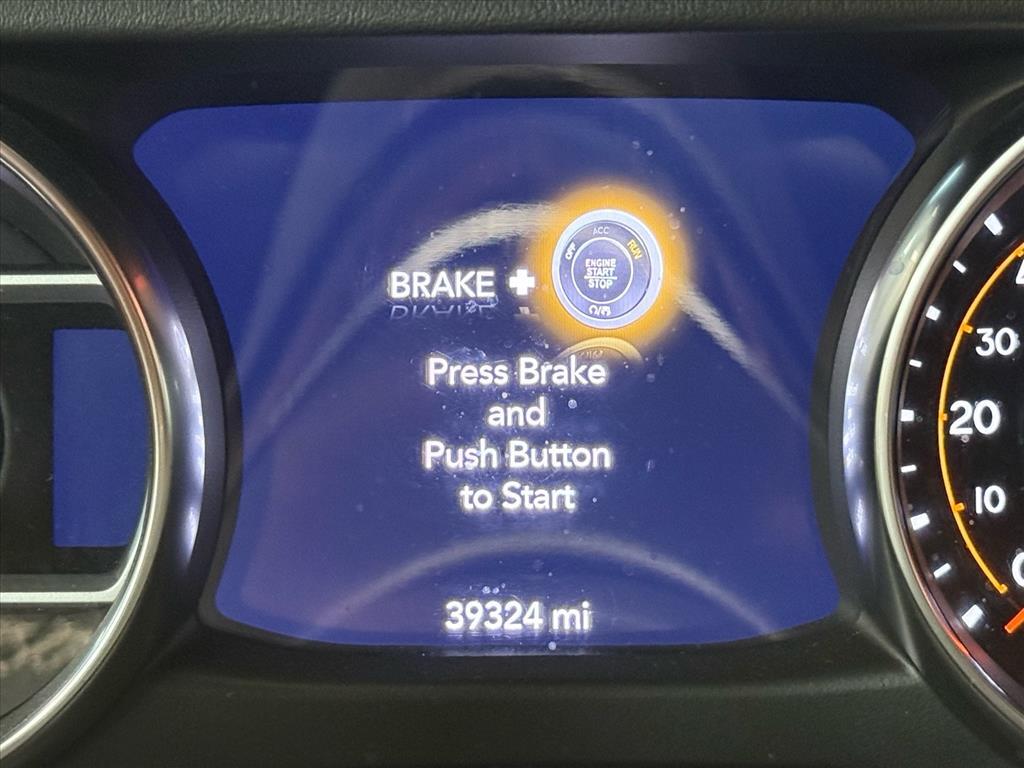 BRAKE +
OFF ACC RUN
ENGINE
START
STOP
Press Brake
and
Push Button
to Start
39324 mi
30
20
10
0